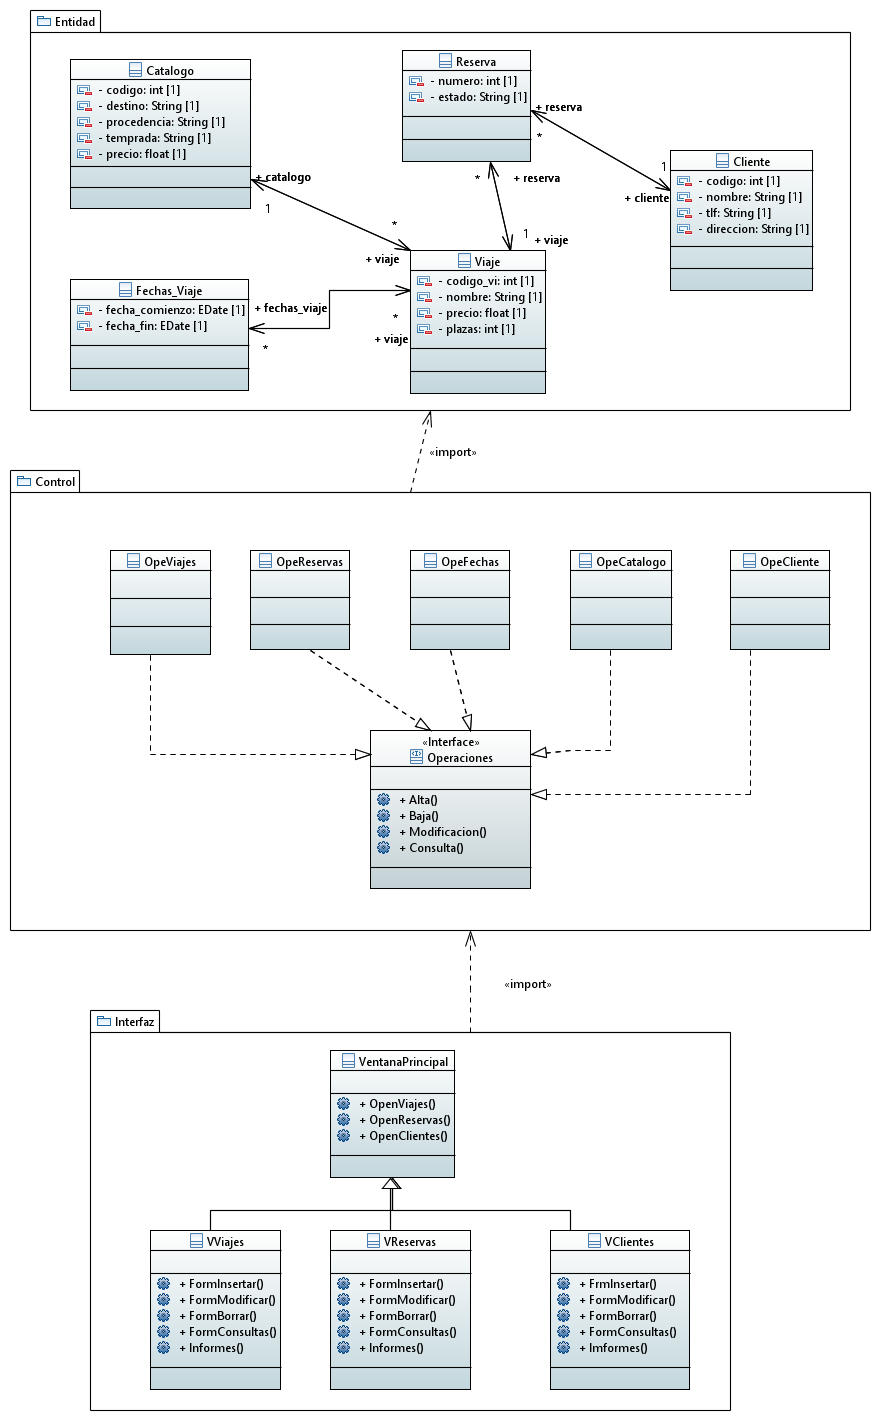 Entidad
Catalogo
- codigo: int [1]
- destino: String [1]
- procedencia: String [1]
- temprada: String [1]
- precio: float [1]
Reserva
- numero: int [1]
- estado: String [1]
+ reserva
*
1
+ cliente
Cliente
- codigo: int [1]
- nombre: String [1]
- tlf: String [1]
- direccion: String [1]
+ catalogo
1
*
+ viaje
*
+ reserva
1
+ viaje
Viaje
- codigo_vi: int [1]
- nombre: String [1]
- precio: float [1]
- plazas: int [1]
Fechas_Viaje
- fecha_comienzo: EDate [1]
- fecha_fin: EDate [1]
+ fechas_viaje
*
*
+ viaje
«import»
Control
OpeViajes
OpeReservas
OpeFechas
OpeCatalogo
OpeCliente
«Interface»
Operaciones
+ Alta()
+ Baja()
+ Modificacion()
+ Consulta()
«import»
Interfaz
VentanaPrincipal
+ OpenViajes()
+ OpenReservas()
+ OpenClientes()
VViajes
+ FormInsertar()
+ FormModificar()
+ FormBorrar()
+ FormConsultas()
+ Informes()
VReservas
+ FormInsertar()
+ FormModificar()
+ FormBorrar()
+ FormConsultas()
+ Informes()
VClientes
+ FrmInsertar()
+ FormModificar()
+ FormBorrar()
+ FormConsultas()
+ Imformes()